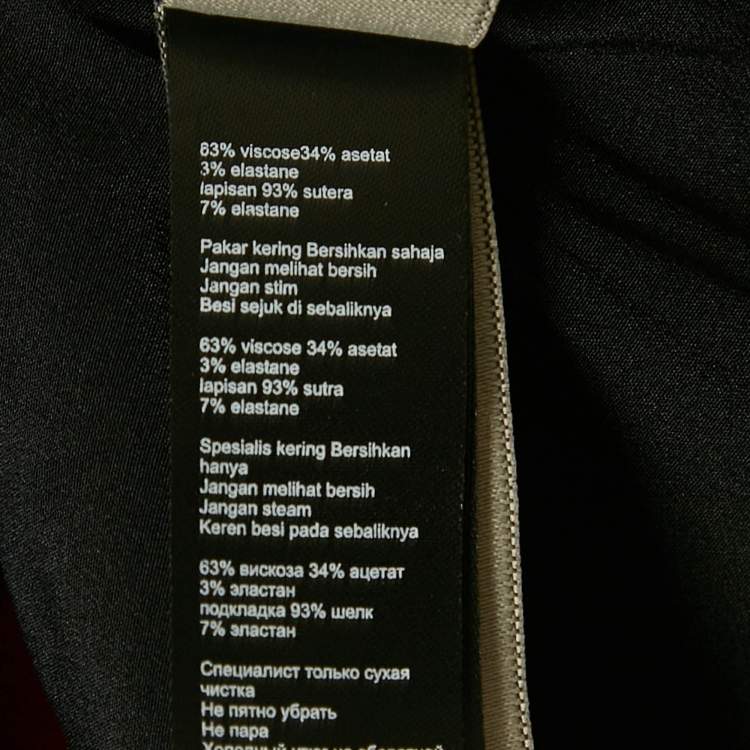 63% viscose34% asetat
3% elastane
lapisan 93% sutera
7% elastane
Pakar kering Bersihkan sahaja
Jangan melihat bersih
Jangan stim
Besi sejuk di sebaliknya
63% viscose 34% asetat
3% elastane
lapisan 93% sutra
7% elastane
Spesialis kering Bersihkan
hanya
Jangan melihat bersih
Jangan steam
Keren besi pada sebaliknya
63% вискоза 34% ацетат
3% эластан
подкладка 93% шелк
7% эластан
Специалист только сухая
чистка
Не пятно убрать
Не пара